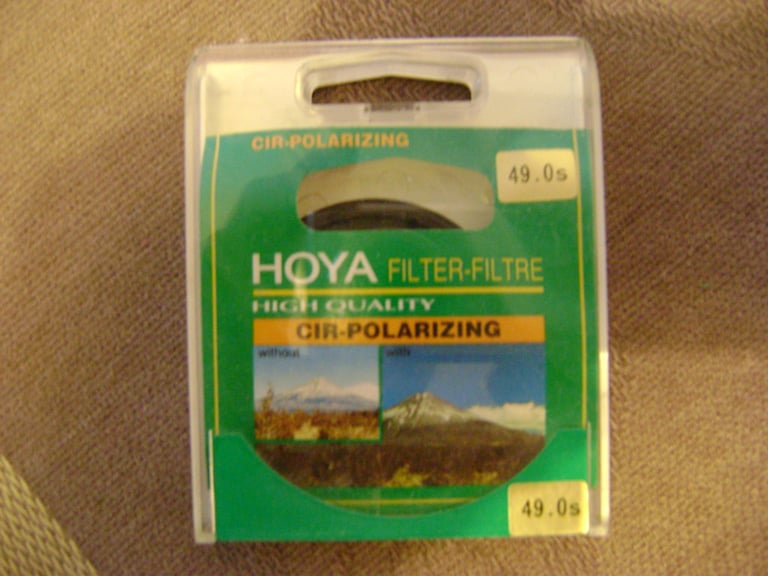 CIR-POLARIZING
49.0s
HOYA FILTER-FILTRE
HIGH QUALITY
CIR-POLARIZING
without with
49.0s